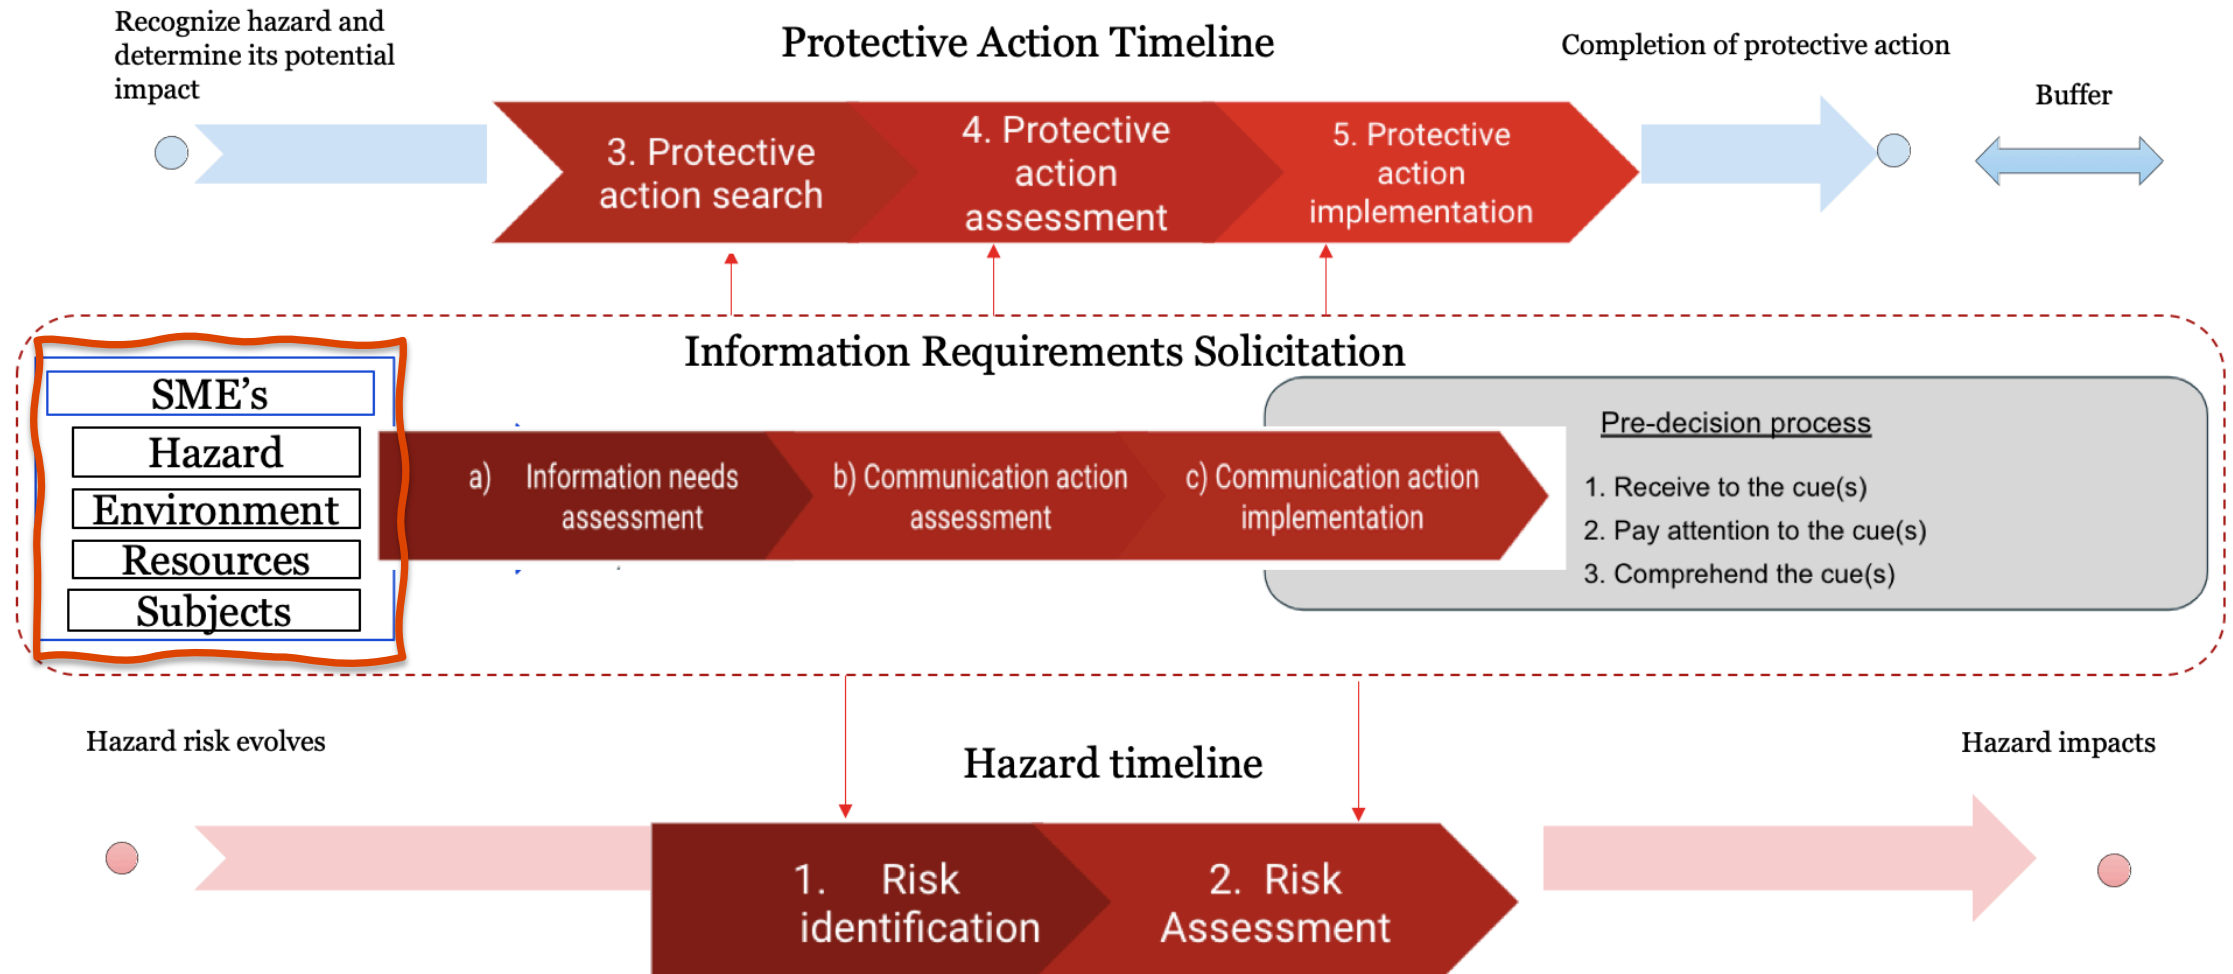 Recognize hazard and
determine its potential
impact
Protective Action Timeline
Completion of protective action
Buffer
3. Protective
action search
4. Protective
action
assessment
5. Protective
action
implementation
Information Requirements Solicitation
SME's
Hazard
Environment
Resources
Subjects
a) Information needs
assessment
b) Communication action
assessment
c) Communication action
implementation
Pre-decision process
1. Receive to the cue(s)
2. Pay attention to the cue(s)
3. Comprehend the cue(s)
Hazard risk evolves
Hazard timeline
Hazard impacts
1. Risk
identification
2. Risk
Assessment